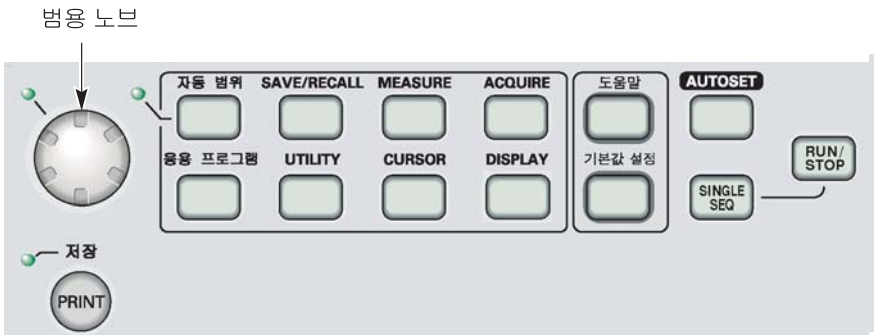 범용 노브
자동 범위 SAVE/RECALL MEASURE ACQUIRE 도움말 AUTOSET
응용 프로그램 UTILITY CURSOR DISPLAY 기본값 설정
RUN/
STOP
SINGLE
SEQ
저장
PRINT